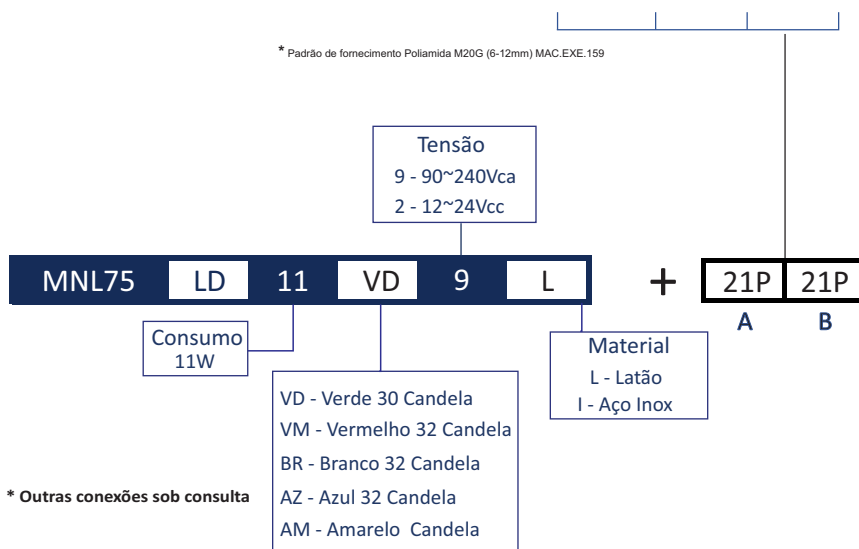 * Padrão de fornecimento Poliamida M20G (6-12mm) MAC.EXE.159
Tensão
9 - 90~240Vca
2 - 12~24Vcc
MNL75 LD 11 VD 9 L + 21P 21P
A B
Consumo
11W
Material
L - Latão
I - Aço Inox
VD - Verde 30 Candela
VM - Vermelho 32 Candela
BR - Branco 32 Candela
AZ - Azul 32 Candela
AM - Amarelo Candela
* Outras conexões sob consulta